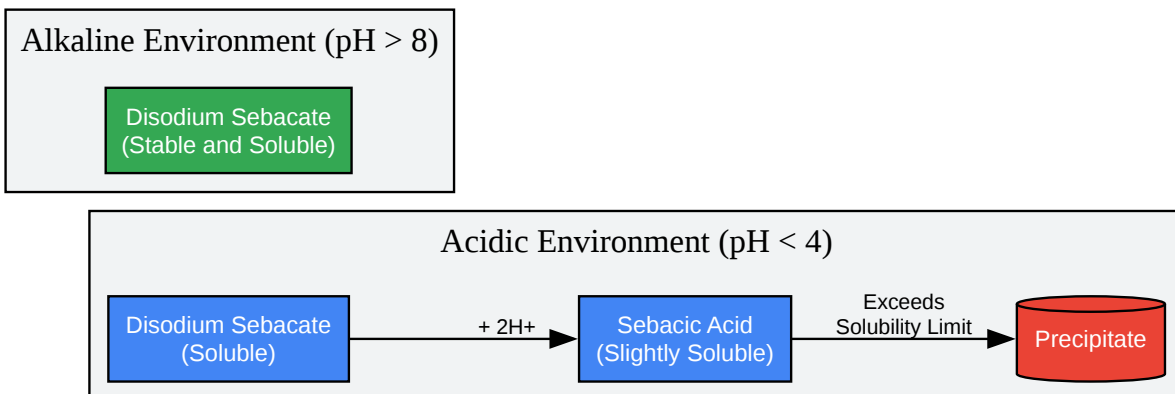 Alkaline Environment (pH > 8)
Disodium Sebacate
(Stable and Soluble)
Acidic Environment (pH < 4)
Disodium Sebacate
(Soluble)
+ 2H+
Sebacic Acid
(Slightly Soluble)
Exceeds
Solubility Limit
Precipitate